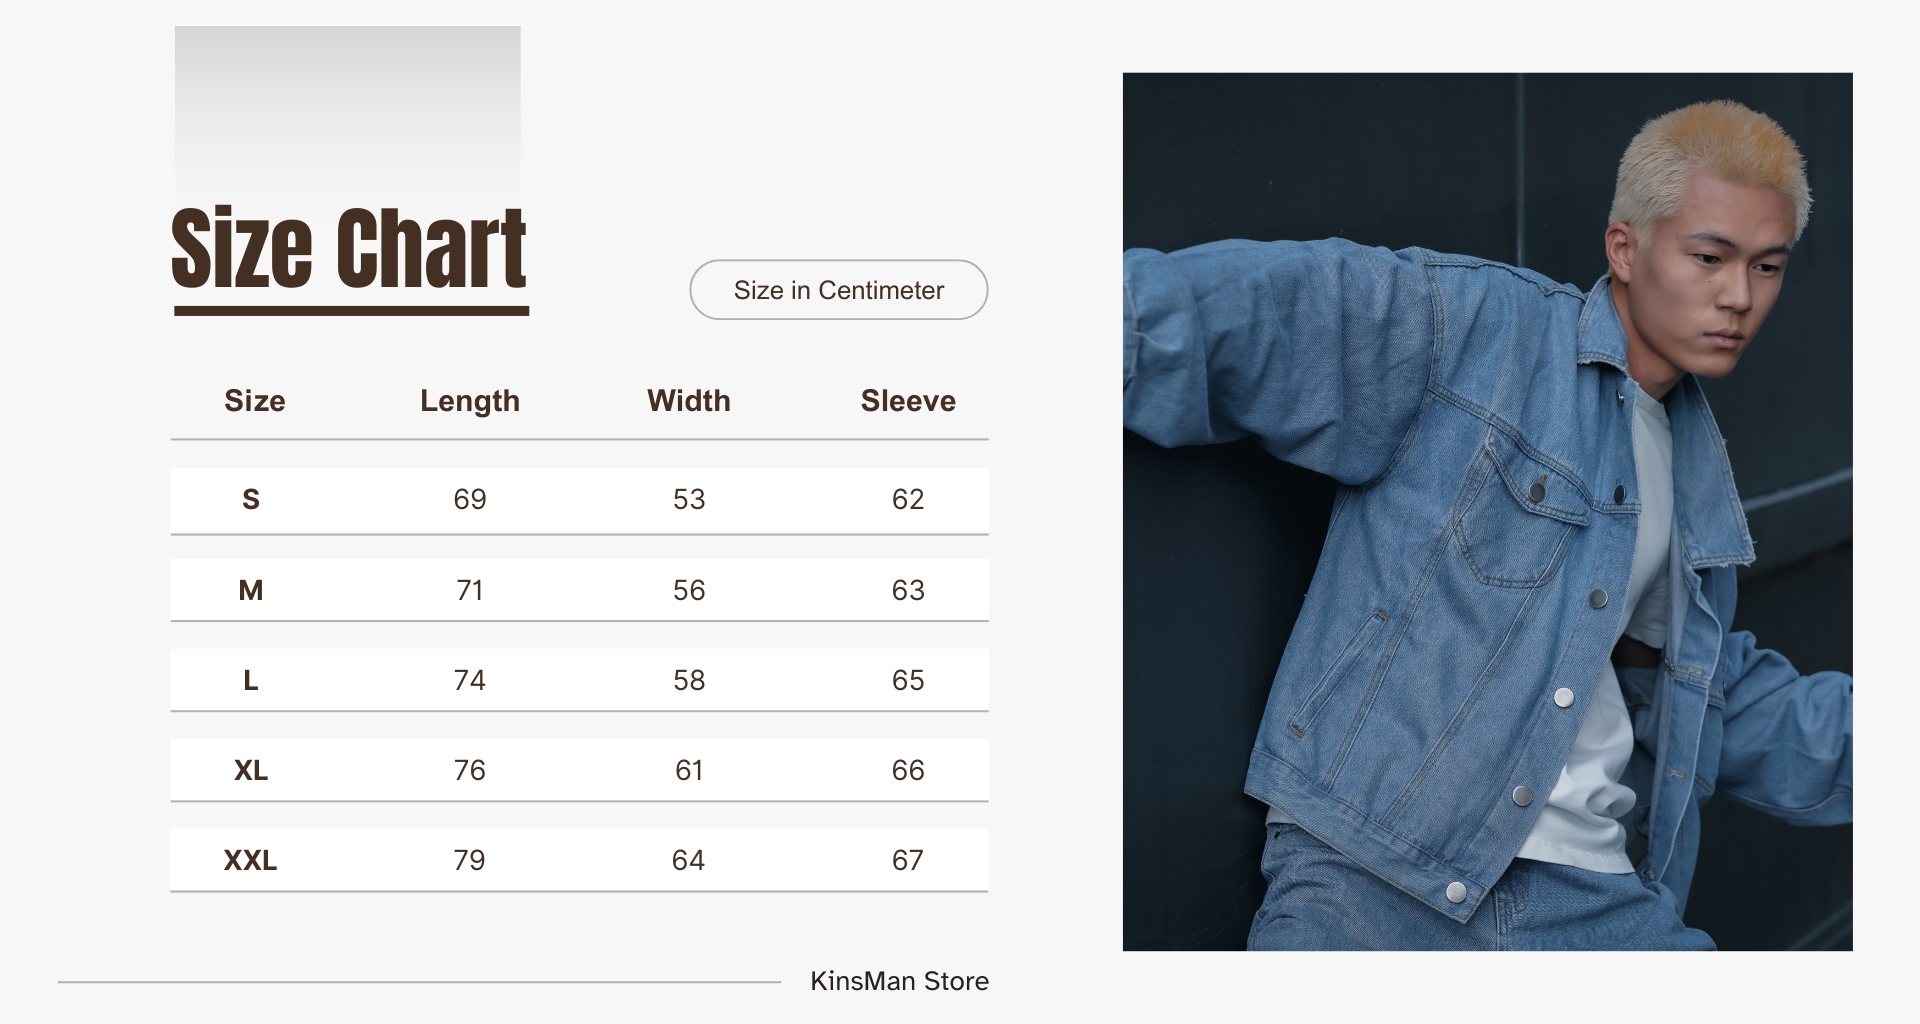 Size Chart
Size in Centimeter
Size Length Width Sleeve
S 69 53 62
M 71 56 63
L 74 58 65
XL 76 61 66
XXL 79 64 67
KinsMan Store